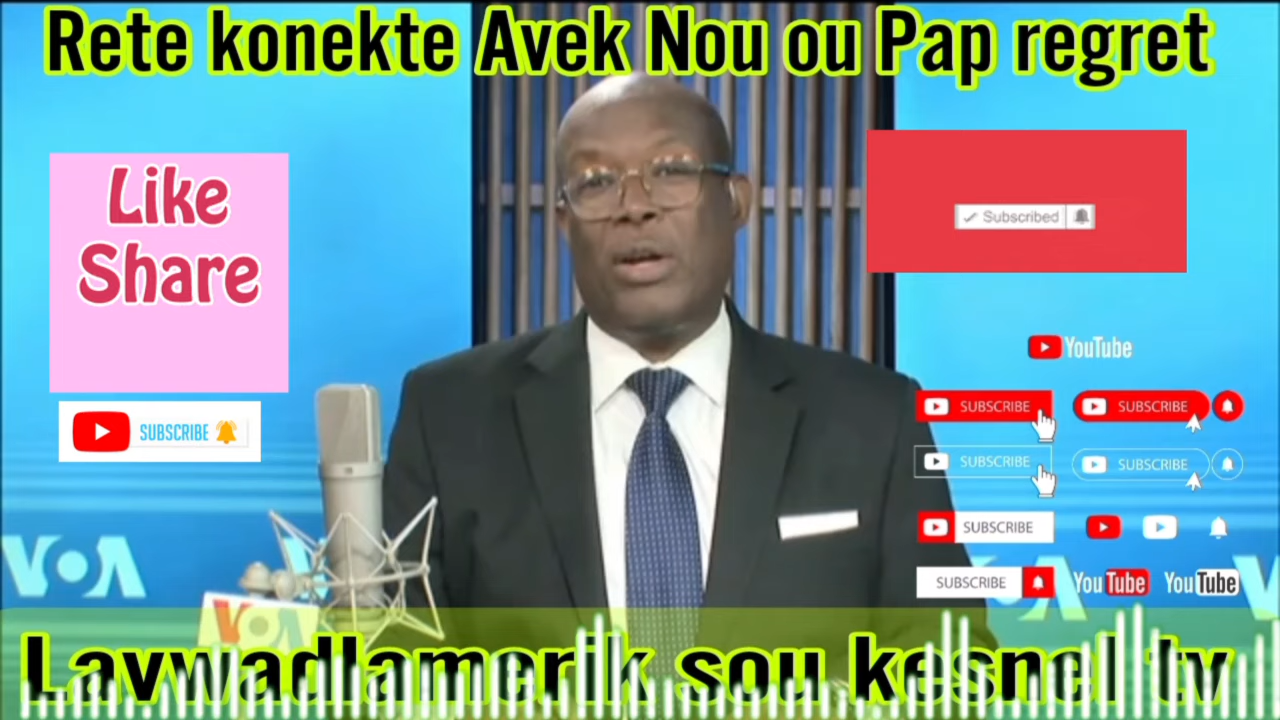 Rete konekte Avek Nou ou Pap regret
Like
Share
Subscribed
YouTube
SUBSCRIBE
SUBSCRIBE
SUBSCRIBE
SUBSCRIBE
SUBSCRIBE
SUBSCRIBE
SUBSCRIBE
YouTube
YouTube
VOA
VOA
Lavwadlamerik sou kesnel tv